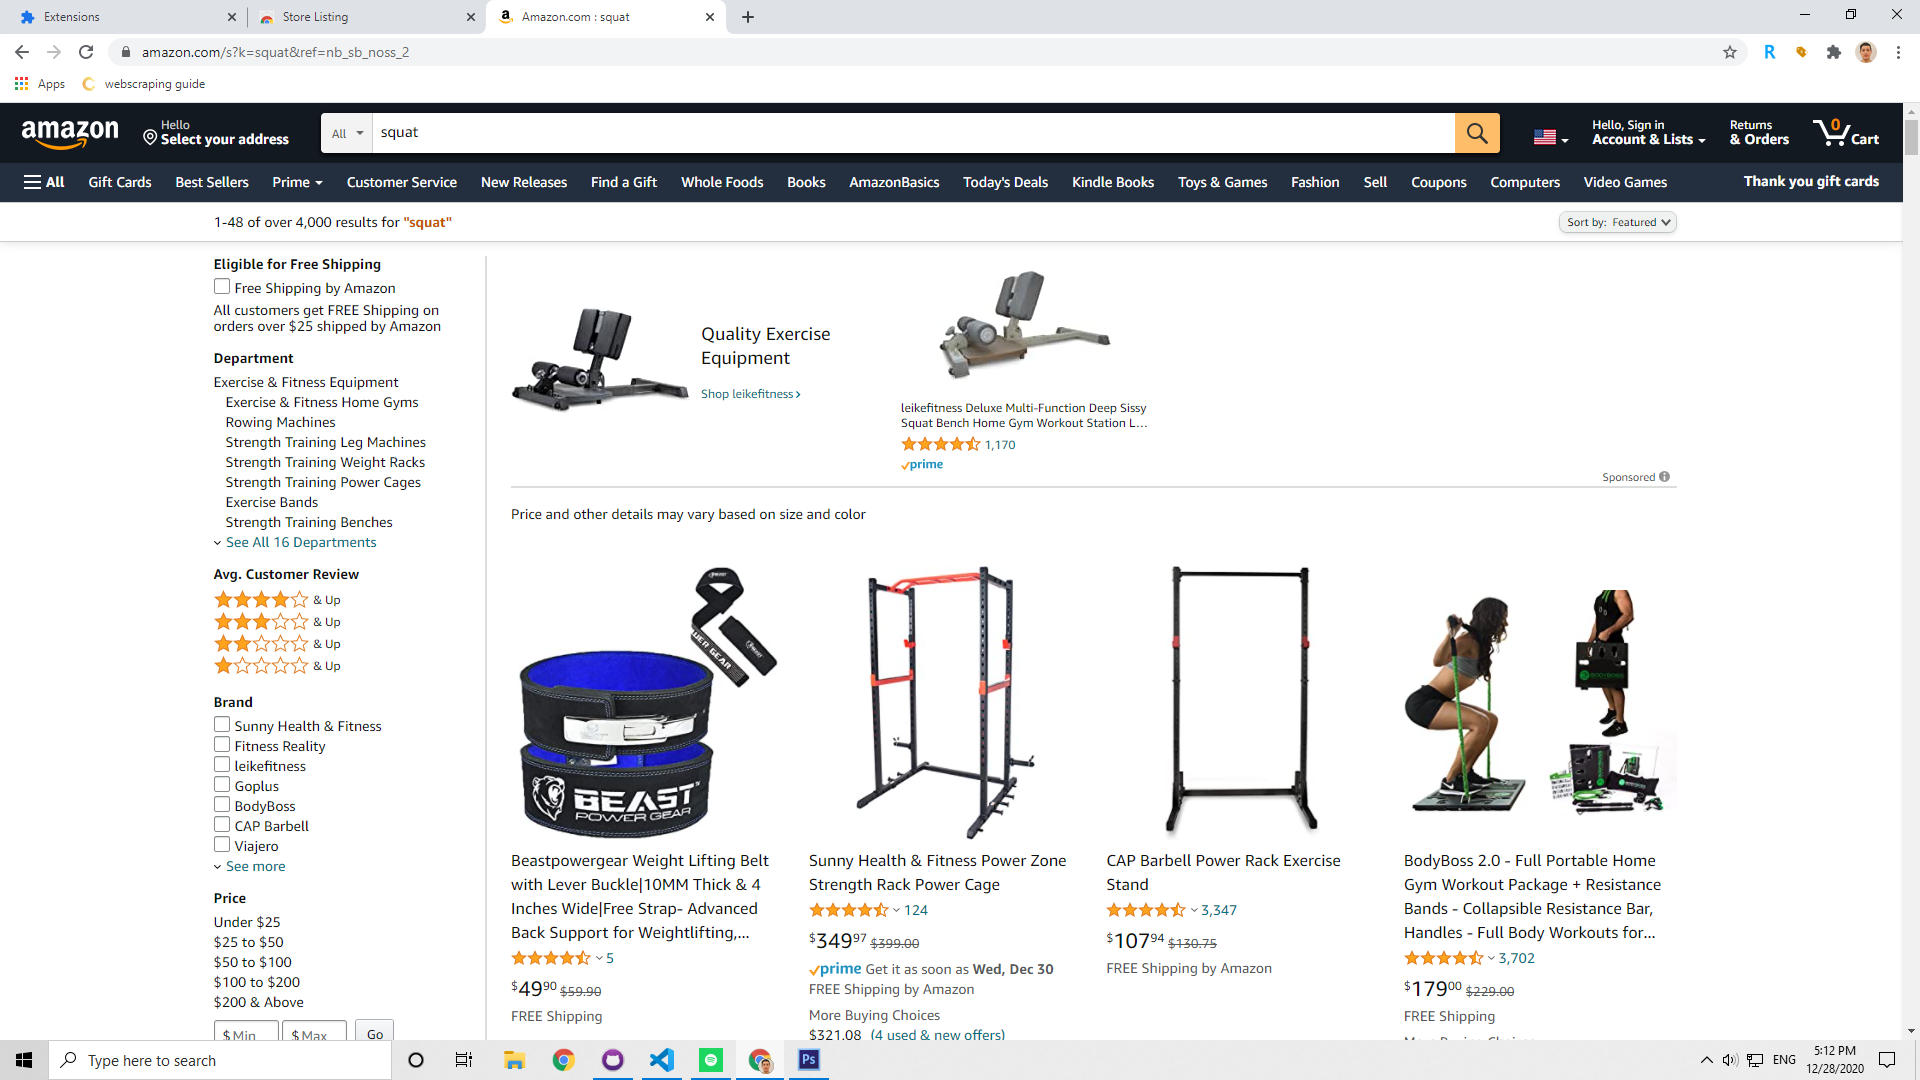 Extensions
Store Listing
Amazon.com : squat
amazon.com/s?k=squat&ref=nb_sb_noss_2
R
Apps
webscraping guide
amazon
Hello
Select your address
All
squat
Hello, Sign in
Account & Lists
Returns
& Orders
0
Cart
All
Gift Cards
Best Sellers
Prime
Customer Service
New Releases
Find a Gift
Whole Foods
Books
AmazonBasics
Today's Deals
Kindle Books
Toys & Games
Fashion
Sell
Coupons
Computers
Video Games
Thank you gift cards
1-48 of over 4,000 results for "squat"
Sort by: Featured
Eligible for Free Shipping
Free Shipping by Amazon
All customers get FREE Shipping on
orders over $25 shipped by Amazon
Department
Exercise & Fitness Equipment
Exercise & Fitness Home Gyms
Rowing Machines
Strength Training Leg Machines
Strength Training Weight Racks
Strength Training Power Cages
Exercise Bands
Strength Training Benches
See All 16 Departments
Avg. Customer Review
& Up
& Up
& Up
& Up
Brand
Sunny Health & Fitness
Fitness Reality
leikefitness
Goplus
BodyBoss
CAP Barbell
Viajero
See more
Price
Under $25
$25 to $50
$50 to $100
$100 to $200
$200 & Above
$ Min
$ Max
Go
Quality Exercise
Equipment
Shop leikefitness
leikefitness Deluxe Multi-Function Deep Sissy
Squat Bench Home Gym Workout Station L…
1,170
prime
Sponsored
Price and other details may vary based on size and color
BEAST
POWER GEAR
Beastpowergear Weight Lifting Belt
with Lever Buckle|10MM Thick & 4
Inches Wide|Free Strap- Advanced
Back Support for Weightlifting,...
5
$49.90 $59.90
FREE Shipping
Sunny Health & Fitness Power Zone
Strength Rack Power Cage
124
$349.97 $399.00
prime Get it as soon as Wed, Dec 30
FREE Shipping by Amazon
More Buying Choices
$321.08 (4 used & new offers)
CAP Barbell Power Rack Exercise
Stand
3,347
$107.94 $130.75
FREE Shipping by Amazon
BODYBOSS
BodyBoss 2.0 - Full Portable Home
Gym Workout Package + Resistance
Bands - Collapsible Resistance Bar,
Handles - Full Body Workouts for...
3,702
$179.00 $229.00
FREE Shipping
Type here to search
Ps
ENG
5:12 PM
12/28/2020